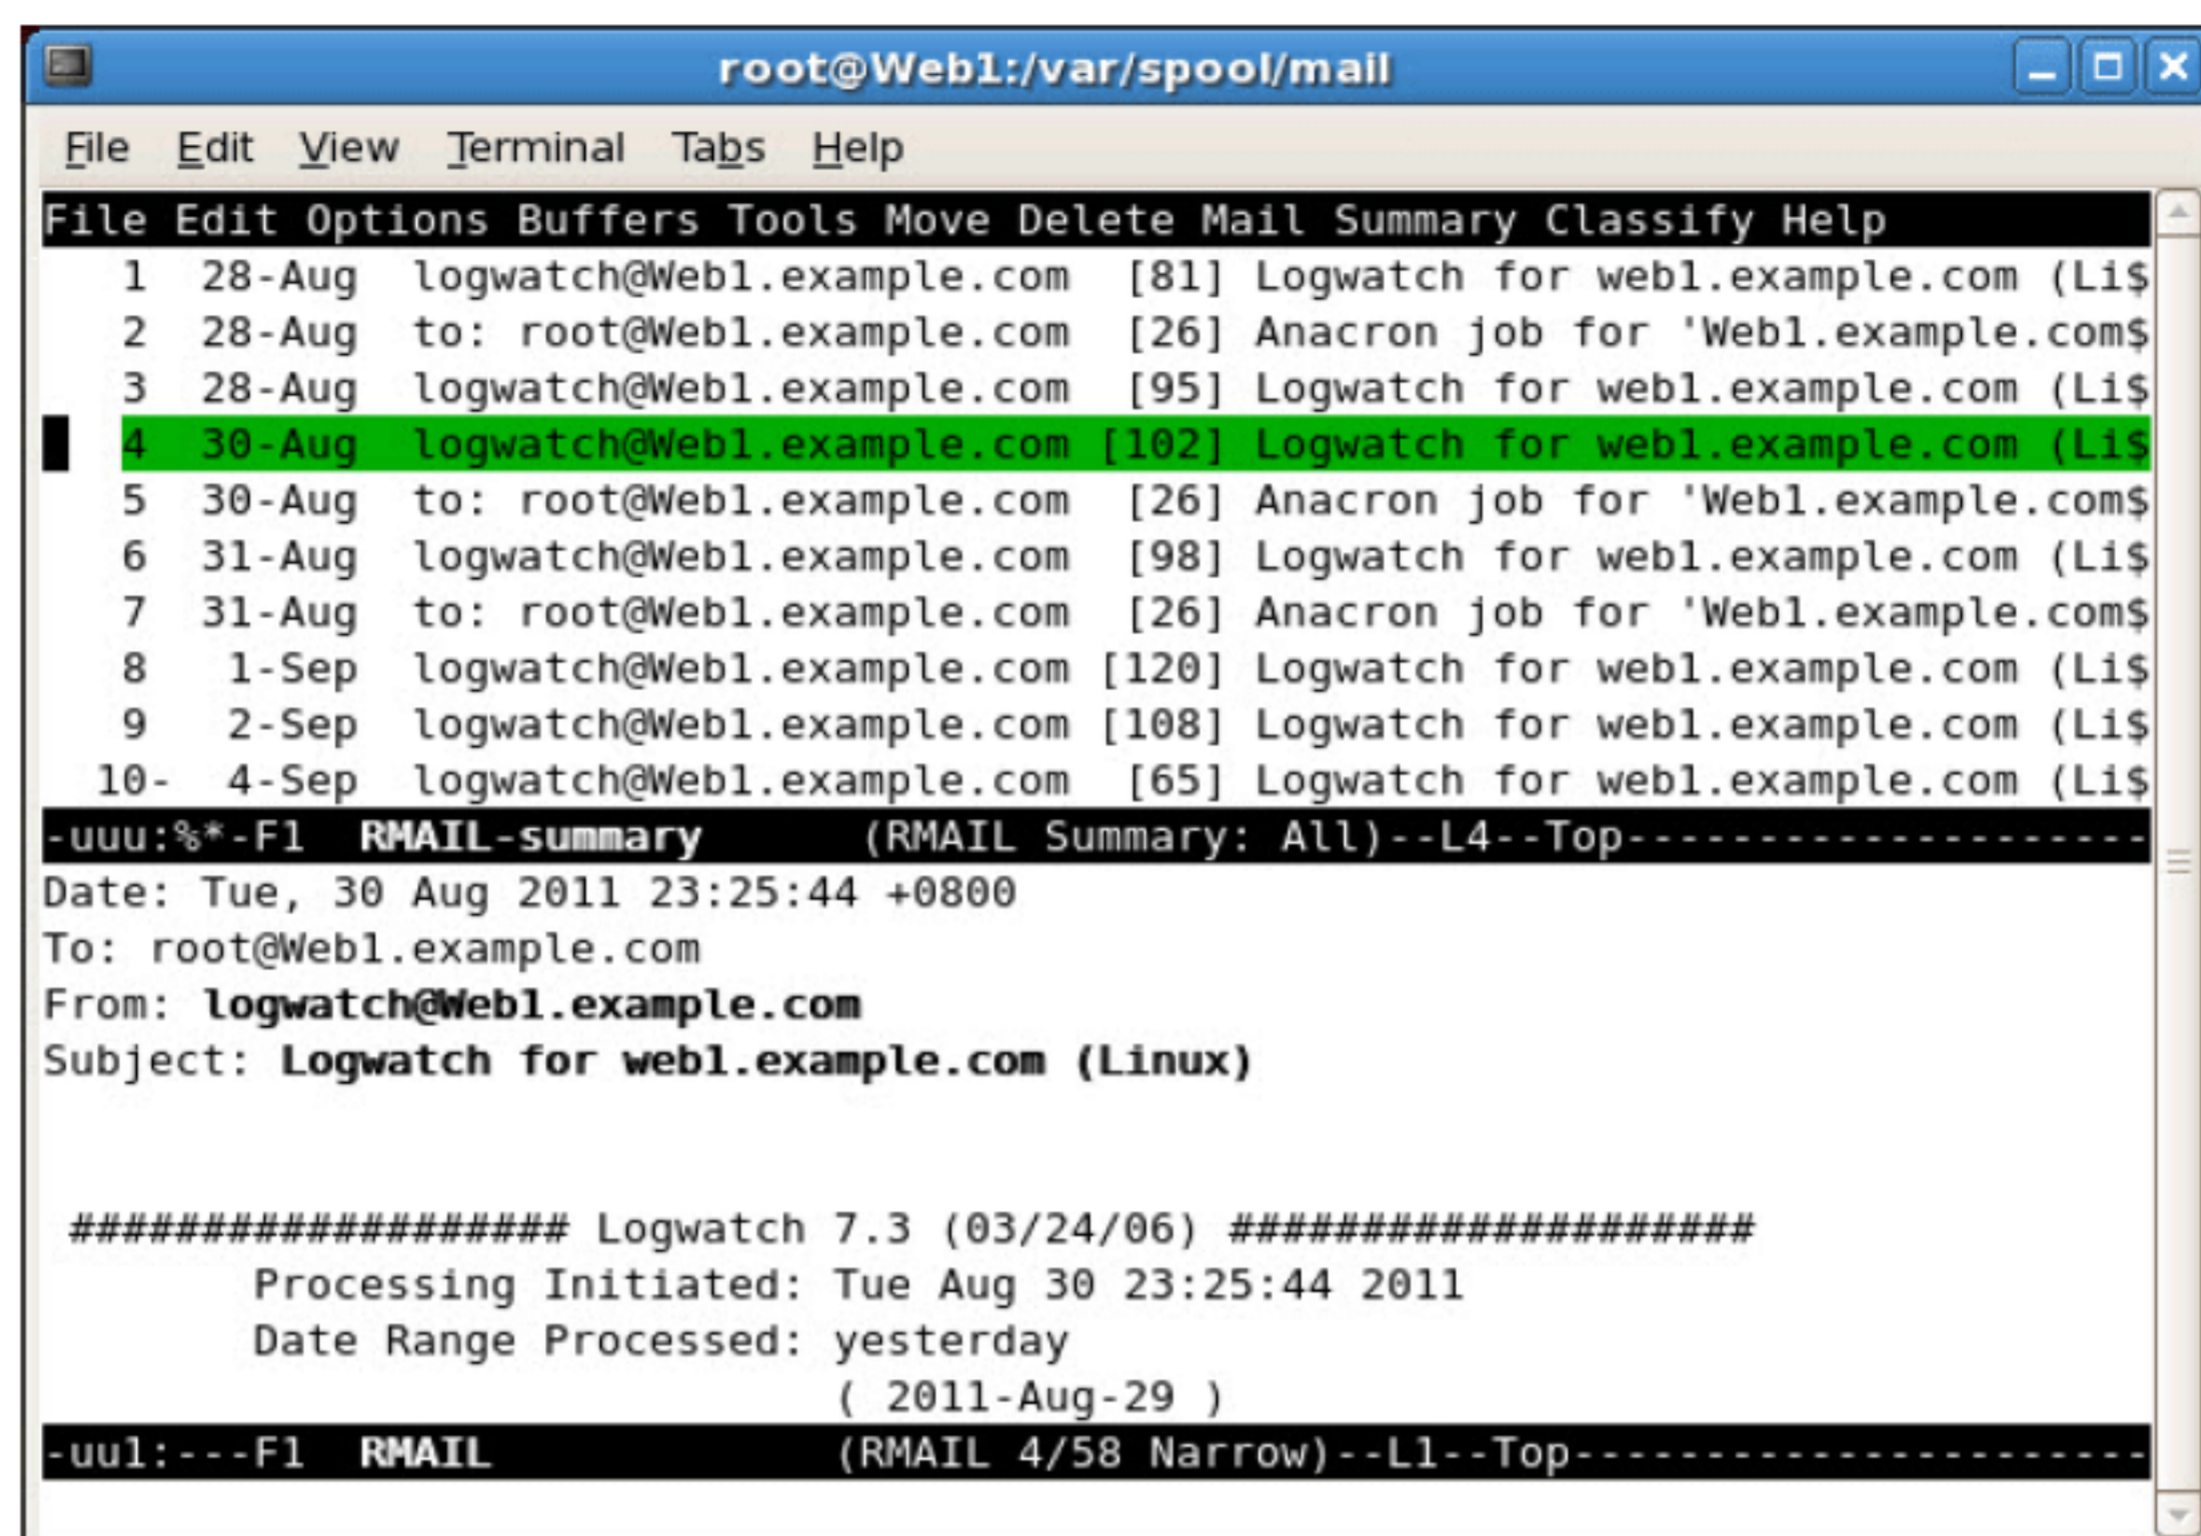 root@Web1:/var/spool/mail
File Edit View Terminal Tabs Help
File Edit Options Buffers Tools Move Delete Mail Summary Classify Help
1 28-Aug logwatch@Web1.example.com [81] Logwatch for web1.example.com (Li$
2 28-Aug to: root@Web1.example.com [26] Anacron job for 'Web1.example.com$
3 28-Aug logwatch@Web1.example.com [95] Logwatch for web1.example.com (Li$
4 30-Aug logwatch@Web1.example.com [102] Logwatch for web1.example.com (Li$
5 30-Aug to: root@Web1.example.com [26] Anacron job for 'Web1.example.com$
6 31-Aug logwatch@Web1.example.com [98] Logwatch for web1.example.com (Li$
7 31-Aug to: root@Web1.example.com [26] Anacron job for 'Web1.example.com$
8 1-Sep logwatch@Web1.example.com [120] Logwatch for web1.example.com (Li$
9 2-Sep logwatch@Web1.example.com [108] Logwatch for web1.example.com (Li$
10- 4-Sep logwatch@Web1.example.com [65] Logwatch for web1.example.com (Li$
-uuu:%*-F1 RMAIL-summary (RMAIL Summary: All)--L4--Top--------------------
Date: Tue, 30 Aug 2011 23:25:44 +0800
To: root@Web1.example.com
From: logwatch@Web1.example.com
Subject: Logwatch for web1.example.com (Linux)
################### Logwatch 7.3 (03/24/06) ####################
Processing Initiated: Tue Aug 30 23:25:44 2011
Date Range Processed: yesterday
( 2011-Aug-29 )
-uu1:---F1 RMAIL (RMAIL 4/58 Narrow)--L1--Top----------------------